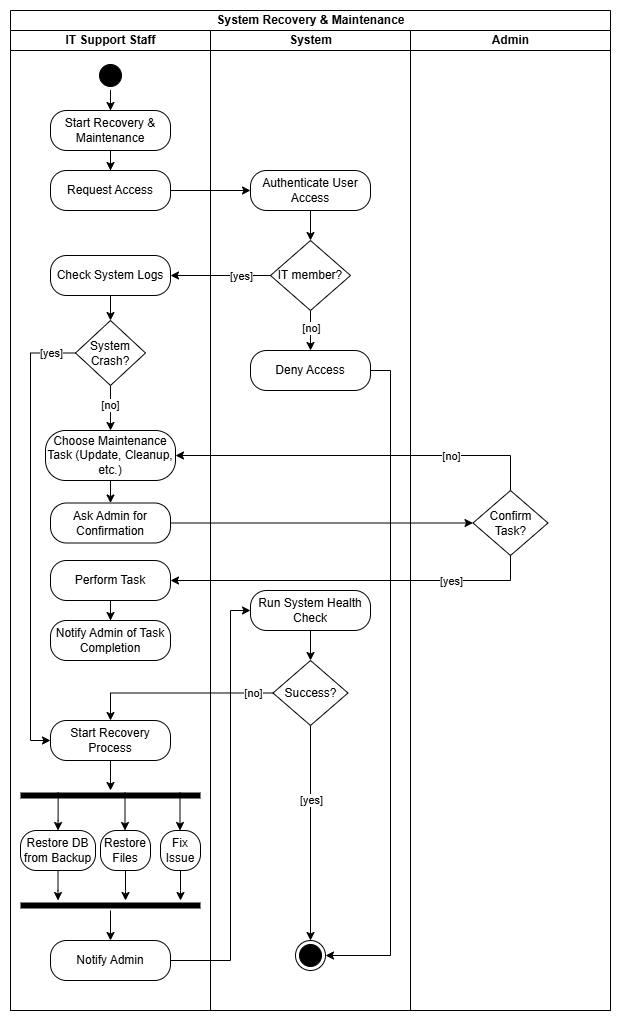 System Recovery & Maintenance
IT Support Staff
System
Admin
Start Recovery &
Maintenance
Request Access
Authenticate User
Access
Check System Logs
[yes]
IT member?
[no]
System
Crash?
[yes]
Deny Access
[no]
Choose Maintenance
Task (Update, Cleanup,
etc.)
[no]
Ask Admin for
Confirmation
Confirm
Task?
Perform Task
[yes]
Run System Health
Check
Notify Admin of Task
Completion
[no]
Success?
Start Recovery
Process
[yes]
Restore DB
from Backup
Restore
Files
Fix
Issue
Notify Admin